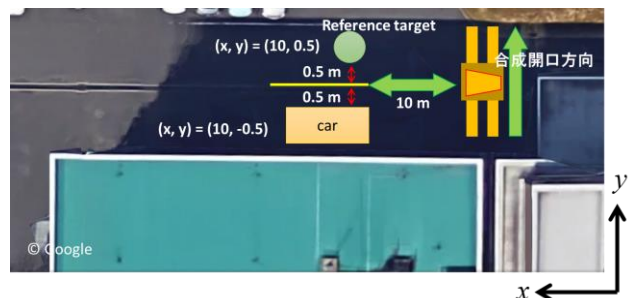 Reference target
(x, y) = (10, 0.5)
合成開口方向
0.5 m
0.5 m
10 m
(x, y) = (10, -0.5)
car
© Google
y
x